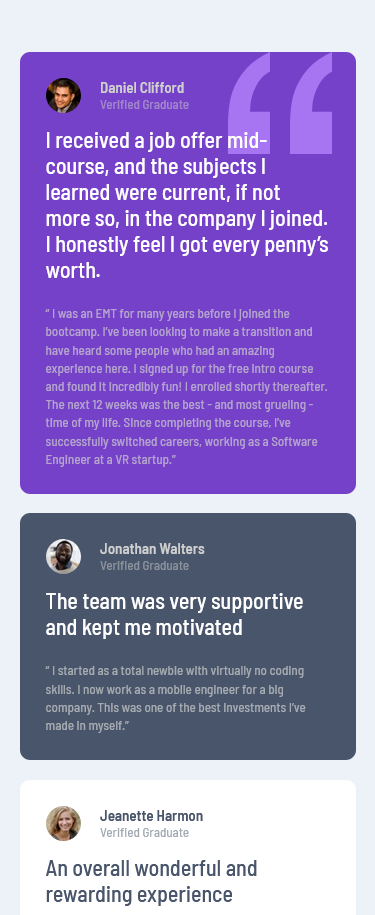 Daniel Clifford
Verified Graduate
I received a job offer mid-
course, and the subjects I
learned were current, if not
more so, in the company I joined.
I honestly feel I got every penny’s
worth.
“ I was an EMT for many years before I joined the
bootcamp. I’ve been looking to make a transition and
have heard some people who had an amazing
experience here. I signed up for the free intro course
and found it incredibly fun! I enrolled shortly thereafter.
The next 12 weeks was the best - and most grueling -
time of my life. Since completing the course, I’ve
successfully switched careers, working as a Software
Engineer at a VR startup.”
Jonathan Walters
Verified Graduate
The team was very supportive
and kept me motivated
“ I started as a total newbie with virtually no coding
skills. I now work as a mobile engineer for a big
company. This was one of the best investments I’ve
made in myself.”
Jeanette Harmon
Verified Graduate
An overall wonderful and
rewarding experience